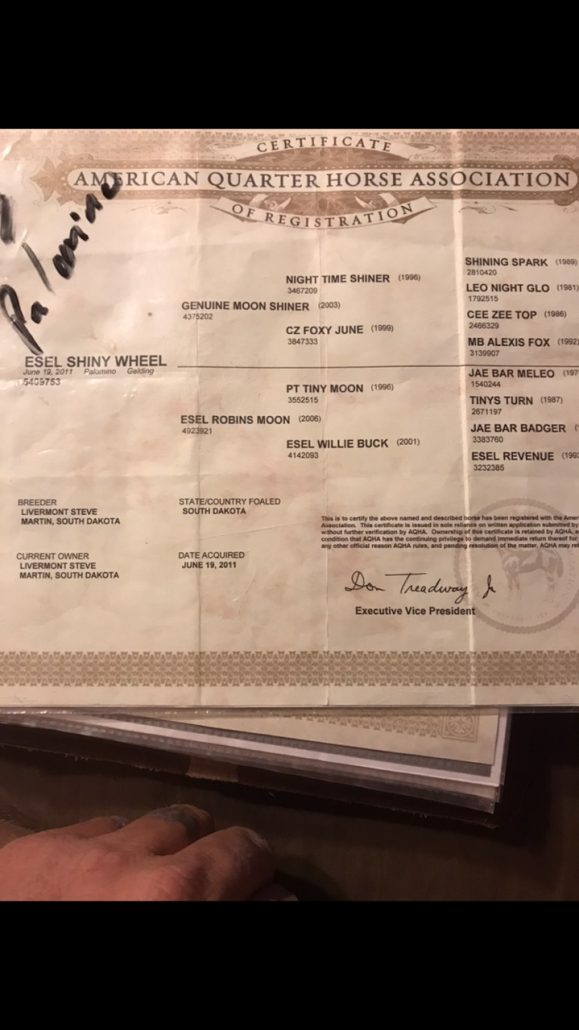 CERTIFICATE
AMERICAN QUARTER HORSE ASSOCIATION
OF REGISTRATION
Palomino
SHINING SPARK (1989)
2810420
NIGHT TIME SHINER (1996)
3467209
LEO NIGHT GLO (1981)
1792515
GENUINE MOON SHINER (2003)
4375202
CEE ZEE TOP (1986)
2466329
CZ FOXY JUNE (1999)
3847333
MB ALEXIS FOX (1992)
3139907
ESEL SHINY WHEEL
June 19, 2011 Palomino Gelding
5409753
JAE BAR MELEO (197
1540244
PT TINY MOON (1996)
3552515
TINYS TURN (1987)
2671197
ESEL ROBINS MOON (2006)
4923921
JAE BAR BADGER (
3383760
ESEL WILLIE BUCK (2001)
4142093
ESEL REVENUE (199
3232385
BREEDER
LIVERMONT STEVE
MARTIN, SOUTH DAKOTA
STATE/COUNTRY FOALED
SOUTH DAKOTA
This is to certify the above named and described horse has been registered with the Amer
Association. This certificate is issued in sole reliance on written application submitted by
without further verification by AQHA. Ownership of this certificate is retained by AQHA, a
condition that AQHA has the continuing privilege to demand immediate return thereof for
any other official reason AQHA rules, and pending resolution of the matter, AQHA may ref
CURRENT OWNER
LIVERMONT STEVE
MARTIN, SOUTH DAKOTA
DATE ACQUIRED
JUNE 19, 2011
Don Treadway Jr
Executive Vice President